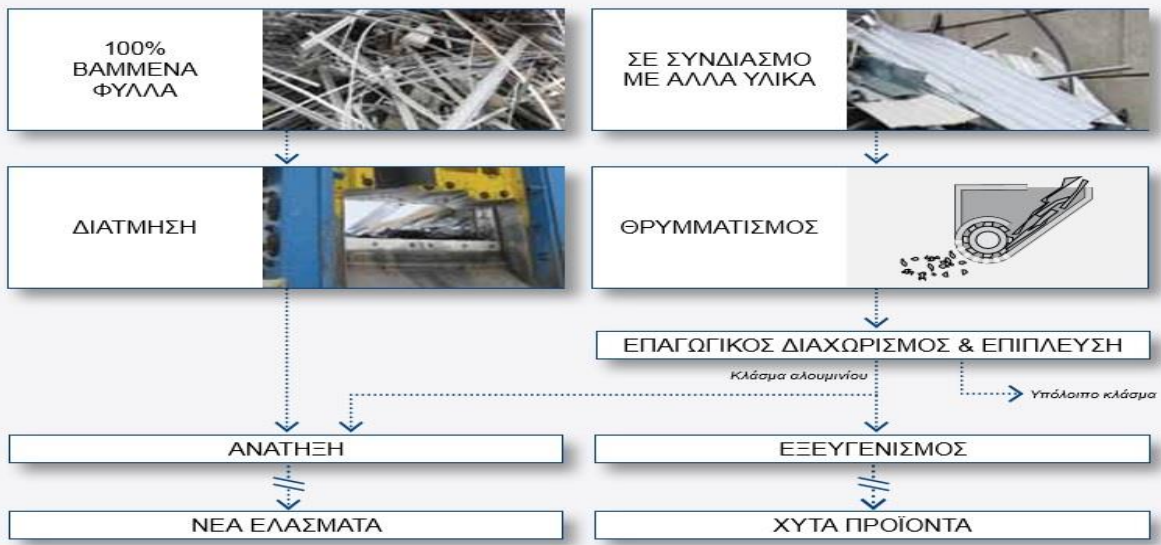 100%
ΒΑΜΜΕΝΑ
ΦΥΛΛΑ
ΣΕ ΣΥΝΔΙΑΣΜΟ
ΜΕ ΑΛΛΑ ΥΛΙΚΑ
ΔΙΑΤΜΗΣΗ
ΘΡΥΜΜΑΤΙΣΜΟΣ
ΕΠΑΓΩΓΙΚΟΣ ΔΙΑΧΩΡΙΣΜΟΣ & ΕΠΙΠΛΕΥΣΗ
Κλάσμα αλουμινίου
Υπόλοιπο κλάσμα
ΑΝΑΤΗΞΗ
ΕΞΕΥΓΕΝΙΣΜΟΣ
ΝΕΑ ΕΛΑΣΜΑΤΑ
ΧΥΤΑ ΠΡΟΪΟΝΤΑ